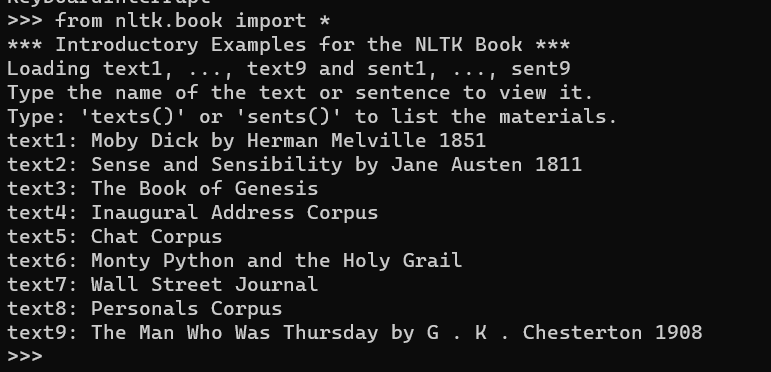 KeyboardInterrupt
>>> from nltk.book import *
*** Introductory Examples for the NLTK Book ***
Loading text1, ..., text9 and sent1, ..., sent9
Type the name of the text or sentence to view it.
Type: 'texts()' or 'sents()' to list the materials.
text1: Moby Dick by Herman Melville 1851
text2: Sense and Sensibility by Jane Austen 1811
text3: The Book of Genesis
text4: Inaugural Address Corpus
text5: Chat Corpus
text6: Monty Python and the Holy Grail
text7: Wall Street Journal
text8: Personals Corpus
text9: The Man Who Was Thursday by G . K . Chesterton 1908
>>>